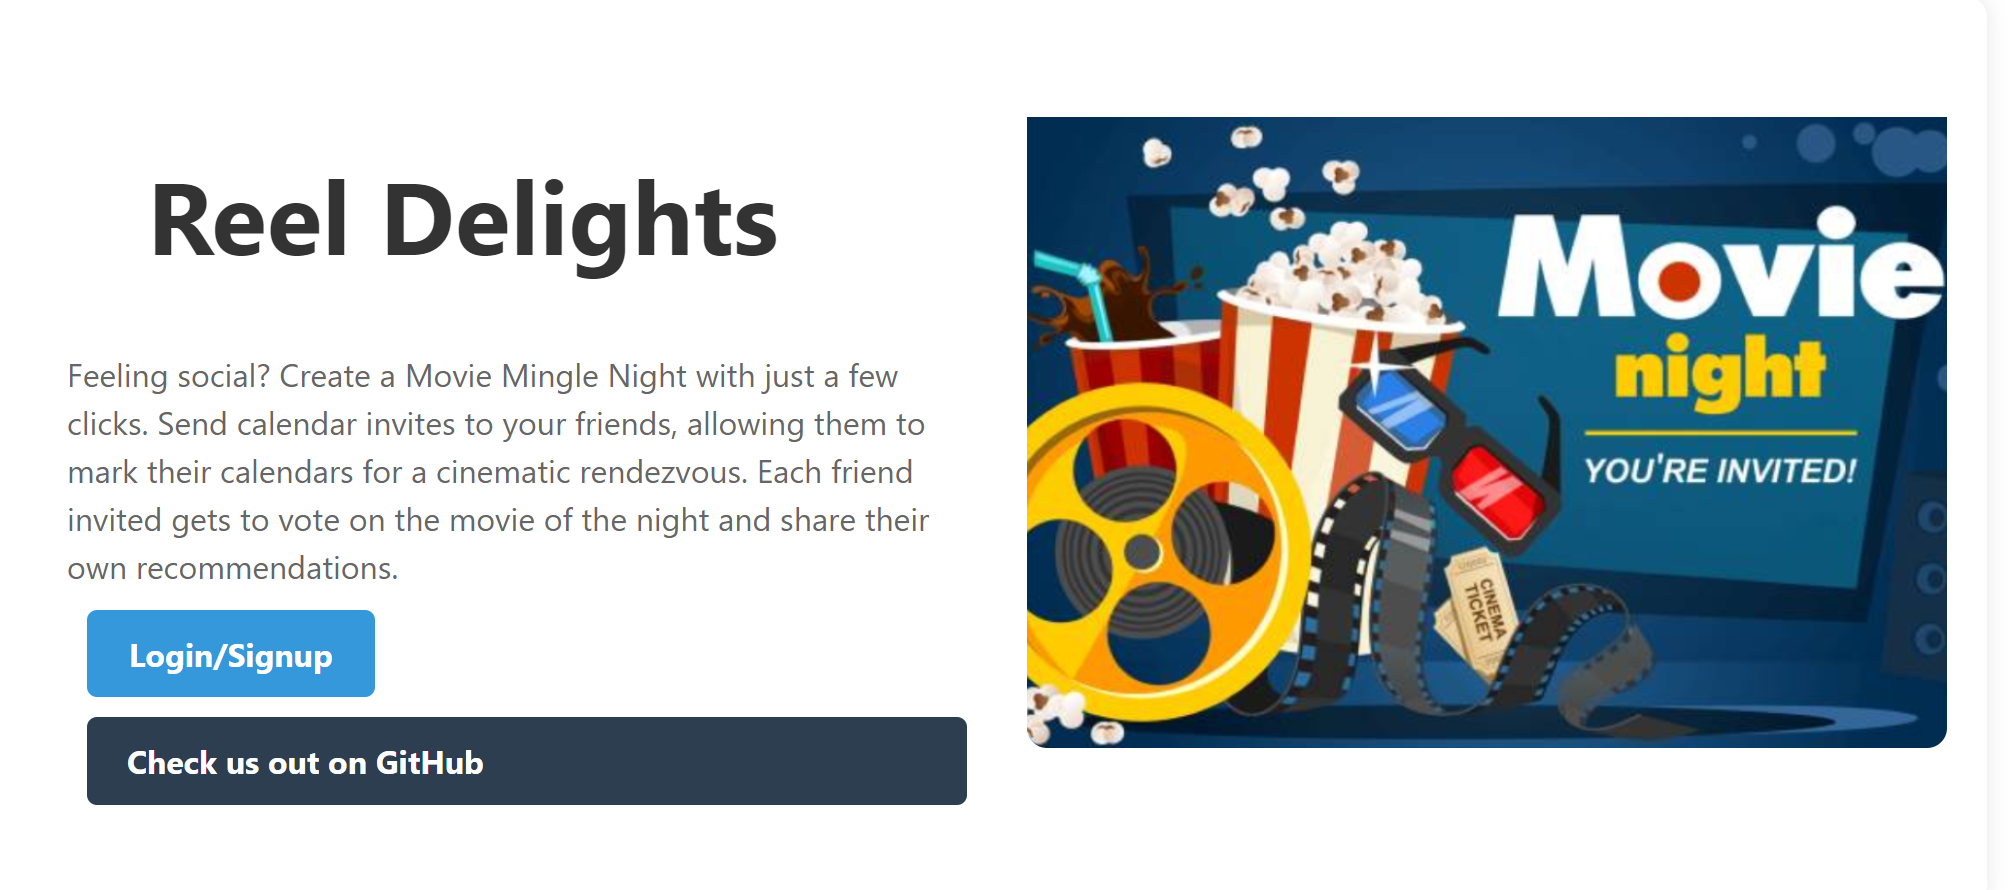 Reel Delights
Feeling social? Create a Movie Mingle Night with just a few
clicks. Send calendar invites to your friends, allowing them to
mark their calendars for a cinematic rendezvous. Each friend
invited gets to vote on the movie of the night and share their
own recommendations.
Login/Signup
Check us out on GitHub
Movie
night
YOU'RE INVITED!
CINEMA
TICKET